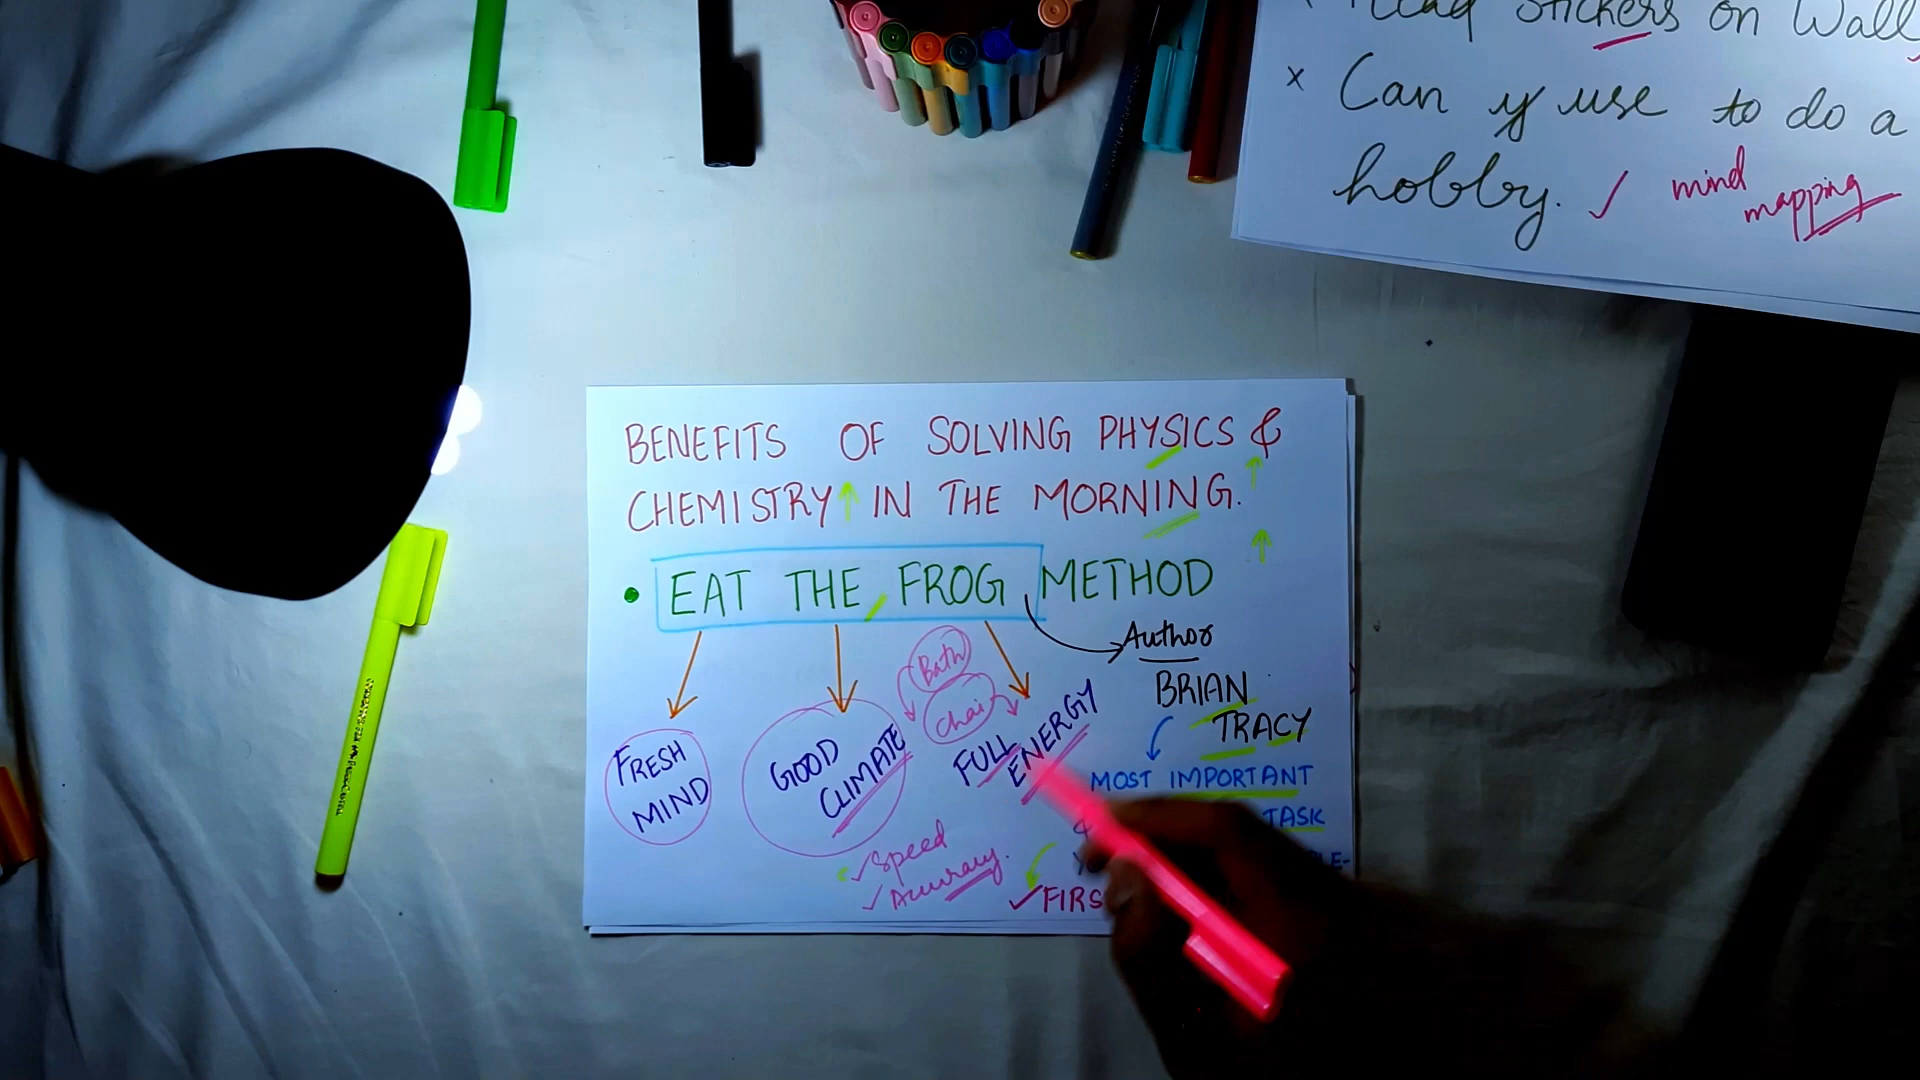 Stickers on Wall
x Can y use to do a
hobby. ✓ mind
mapping
BENEFITS OF SOLVING PHYSICS &
CHEMISTRY IN THE MORNING.
• EAT THE FROG METHOD
Author
BRIAN
TRACY
Bath
Chai
FRESH
MIND
GOOD
CLIMATE
FULL
ENERGY
MOST IMPORTANT
TASK
✓ Speed
✓ Accuracy.